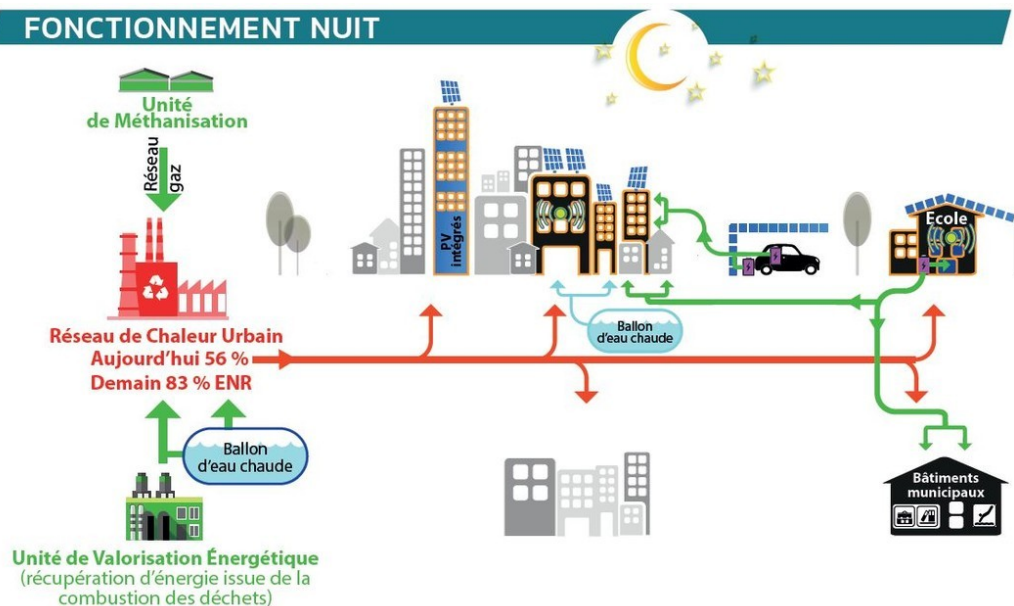 FONCTIONNEMENT NUIT
Unité
de Méthanisation
Réseau
gaz
PV
intégrés
École
Réseau de Chaleur Urbain
Aujourd’hui 56 %
Demain 83 % ENR
Ballon
d’eau chaude
Ballon
d’eau chaude
Bâtiments
municipaux
Unité de Valorisation Énergétique
(récupération d’énergie issue de la
combustion des déchets)